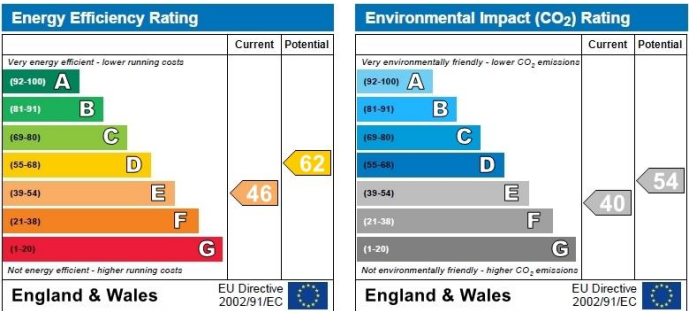 Energy Efficiency Rating
Current Potential
Very energy efficient - lower running costs
(92-100) A
(81-91) B
(69-80) C
(55-68) D
62
(39-54) E
46
(21-38) F
(1-20) G
Not energy efficient - higher running costs
England & Wales
EU Directive
2002/91/EC
Environmental Impact (CO2) Rating
Current Potential
Very environmentally friendly - lower CO2 emissions
(92-100) A
(81-91) B
(69-80) C
(55-68) D
(39-54) E
54
40
(21-38) F
(1-20) G
Not environmentally friendly - higher CO2 emissions
England & Wales
EU Directive
2002/91/EC